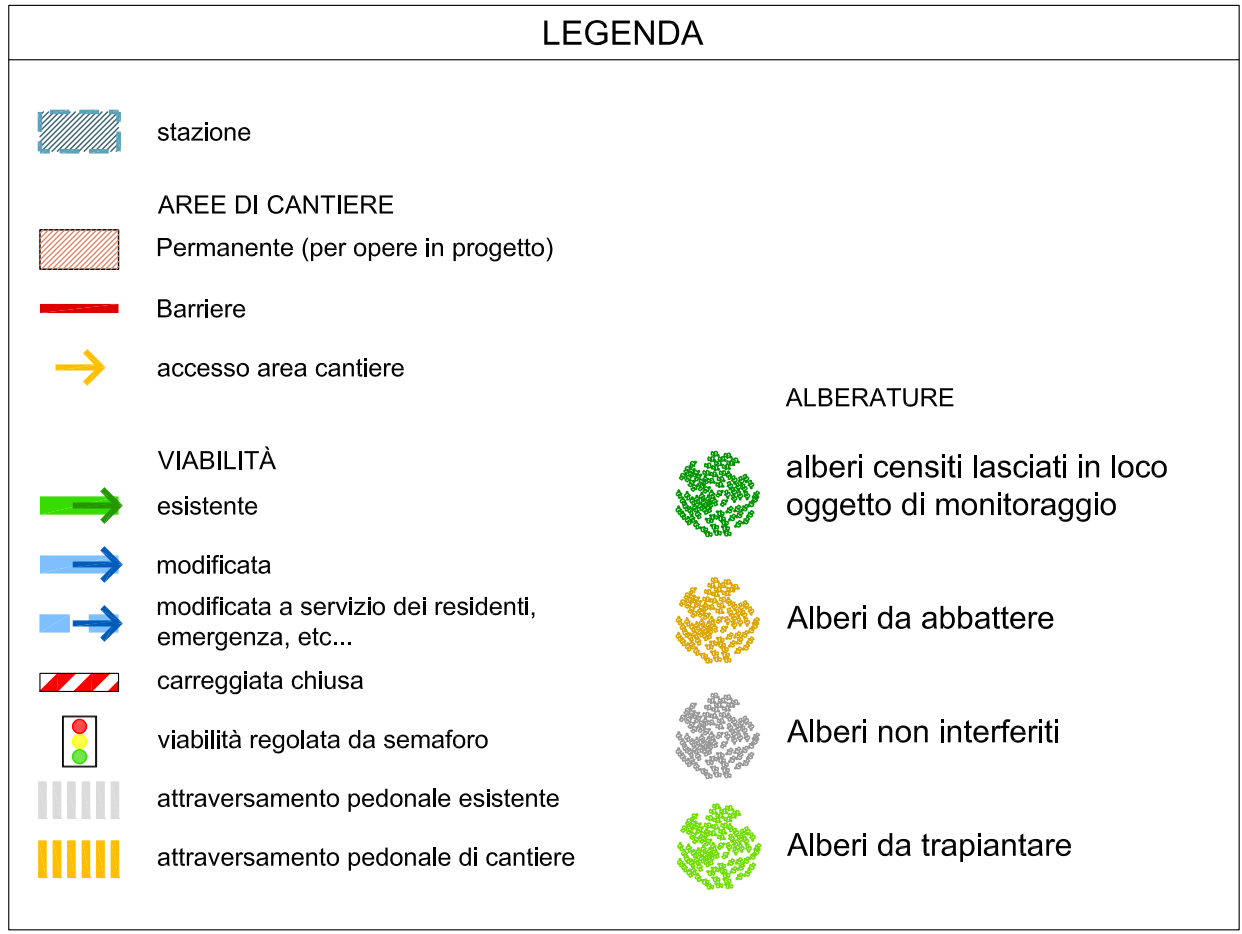 LEGENDA
stazione
AREE DI CANTIERE
Permanente (per opere in progetto)
Barriere
accesso area cantiere
VIABILITÀ
esistente
modificata
modificata a servizio dei residenti,
emergenza, etc...
carreggiata chiusa
viabilità regolata da semaforo
attraversamento pedonale esistente
attraversamento pedonale di cantiere
ALBERATURE
alberi censiti lasciati in loco
oggetto di monitoraggio
Alberi da abbattere
Alberi non interferiti
Alberi da trapiantare